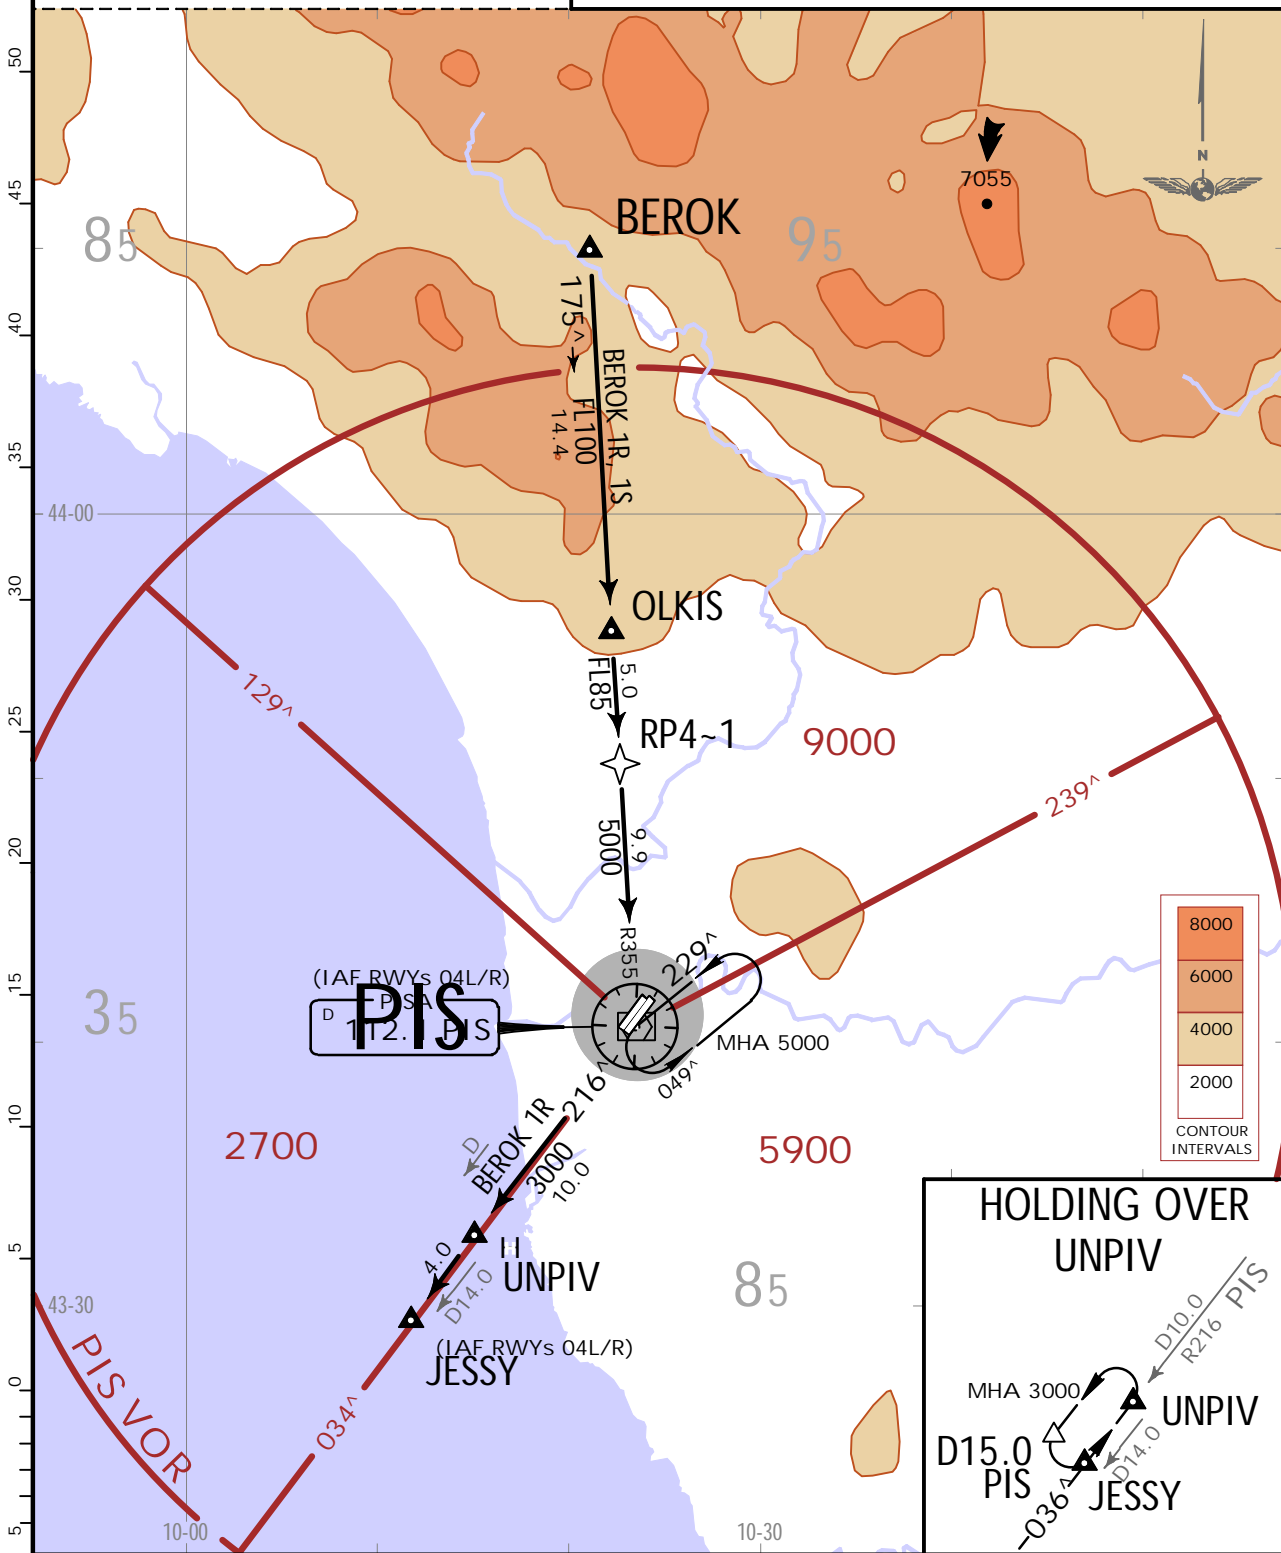 50
45
40
35
30
25
20
15
10
5
0
5
N
7055
BEROK
85
95
175^
BEROK 1R, 1S
FL100
14.4
44-00
OLKIS
FL85
5.0
RP4~1
129^
9000
239^
5000
9.9
R355
229^
(IAF RWYs 04L/R)
PISA
D
112.1 PIS
PIS
35
MHA 5000
049^
216^
8000
6000
4000
2000
CONTOUR
INTERVALS
2700
5900
BEROK 1R
3000
10.0
D
H
UNPIV
4.0
D14.0
43-30
85
(IAF RWYs 04L/R)
JESSY
034^
PIS VOR
10-00
10-30
HOLDING OVER
UNPIV
D10.0
R216 PIS
MHA 3000
UNPIV
D15.0
PIS
D14.0
JESSY
036^